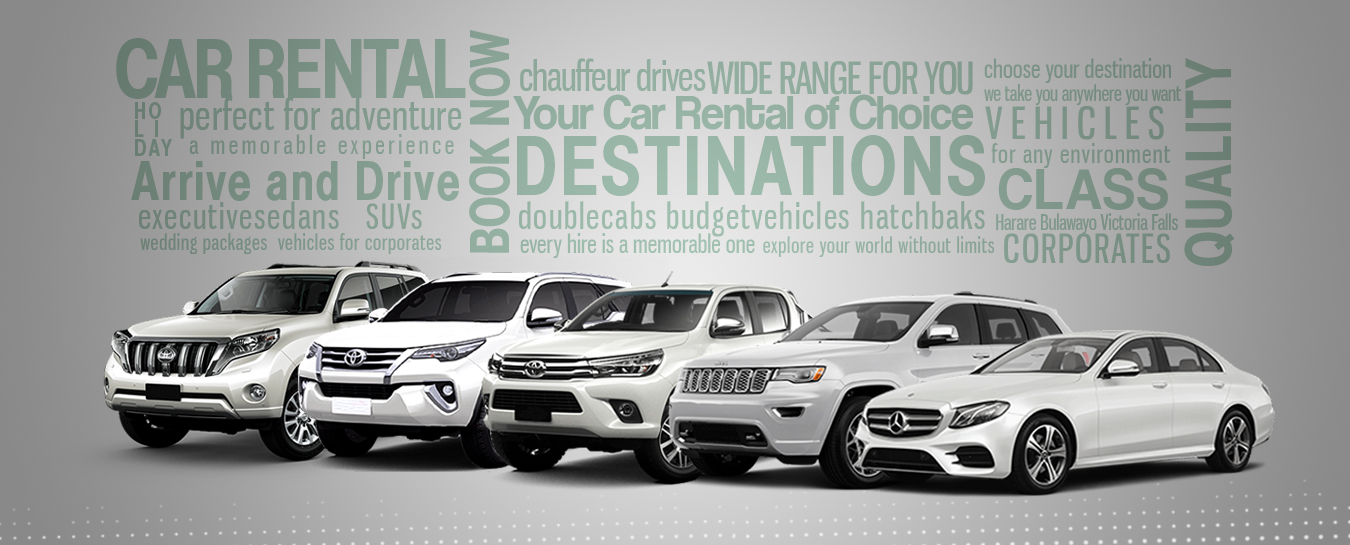 CAR RENTAL
HO
LI
DAY
perfect for adventure
a memorable experience
Arrive and Drive
executivesedans SUVs
wedding packages vehicles for corporates
BOOK NOW
chauffeur drives WIDE RANGE FOR YOU
Your Car Rental of Choice
DESTINATIONS
doublecabs budgetvehicles hatchbaks
every hire is a memorable one explore your world without limits
choose your destination
we take you anywhere you want
VEHICLES
for any environment
CLASS
Harare Bulawayo Victoria Falls
CORPORATES
QUALITY